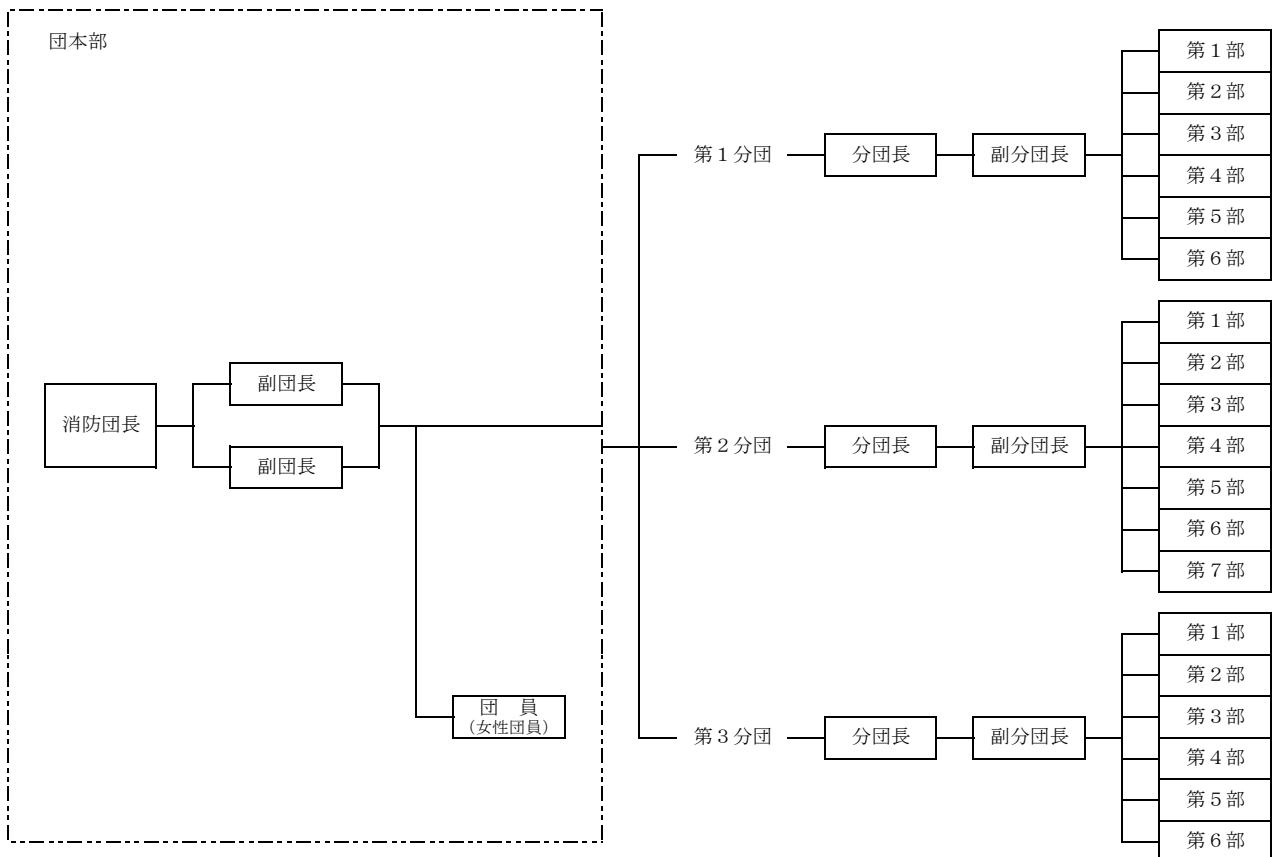 団本部
消防団長
副団長
副団長
団　員
（女性団員）
第１分団
分団長
副分団長
第１部
第２部
第３部
第４部
第５部
第６部
第２分団
分団長
副分団長
第１部
第２部
第３部
第４部
第５部
第６部
第７部
第３分団
分団長
副分団長
第１部
第２部
第３部
第４部
第５部
第６部